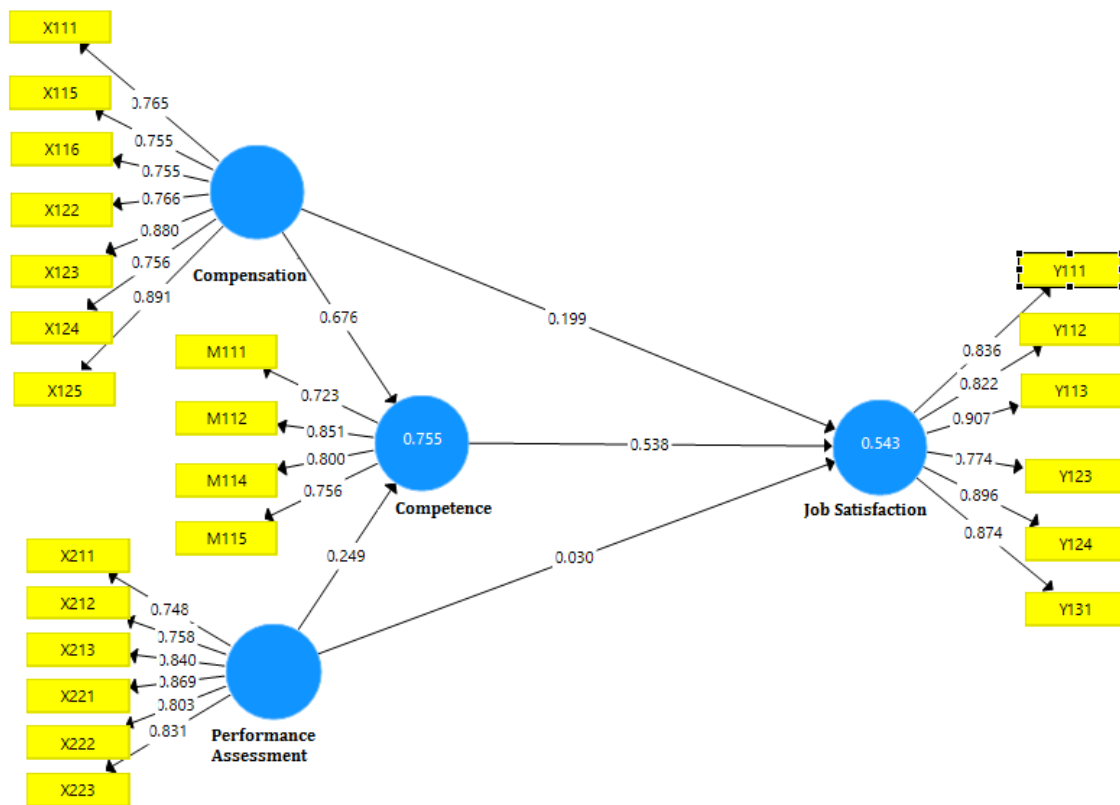 X111
0.765
X115
0.755
X116
0.755
X122
0.766
X123
0.880
X124
0.756
X125
0.891
Compensation
0.676
0.199
M111
0.723
M112
0.851
M114
0.800
M115
0.756
0.755
Competence
0.538
0.249
0.030
X211
0.748
X212
0.758
X213
0.840
X221
0.869
X222
0.803
X223
0.831
Performance
Assessment
0.543
Job Satisfaction
Y111
0.836
Y112
0.822
Y113
0.907
Y123
0.774
Y124
0.896
Y131
0.874